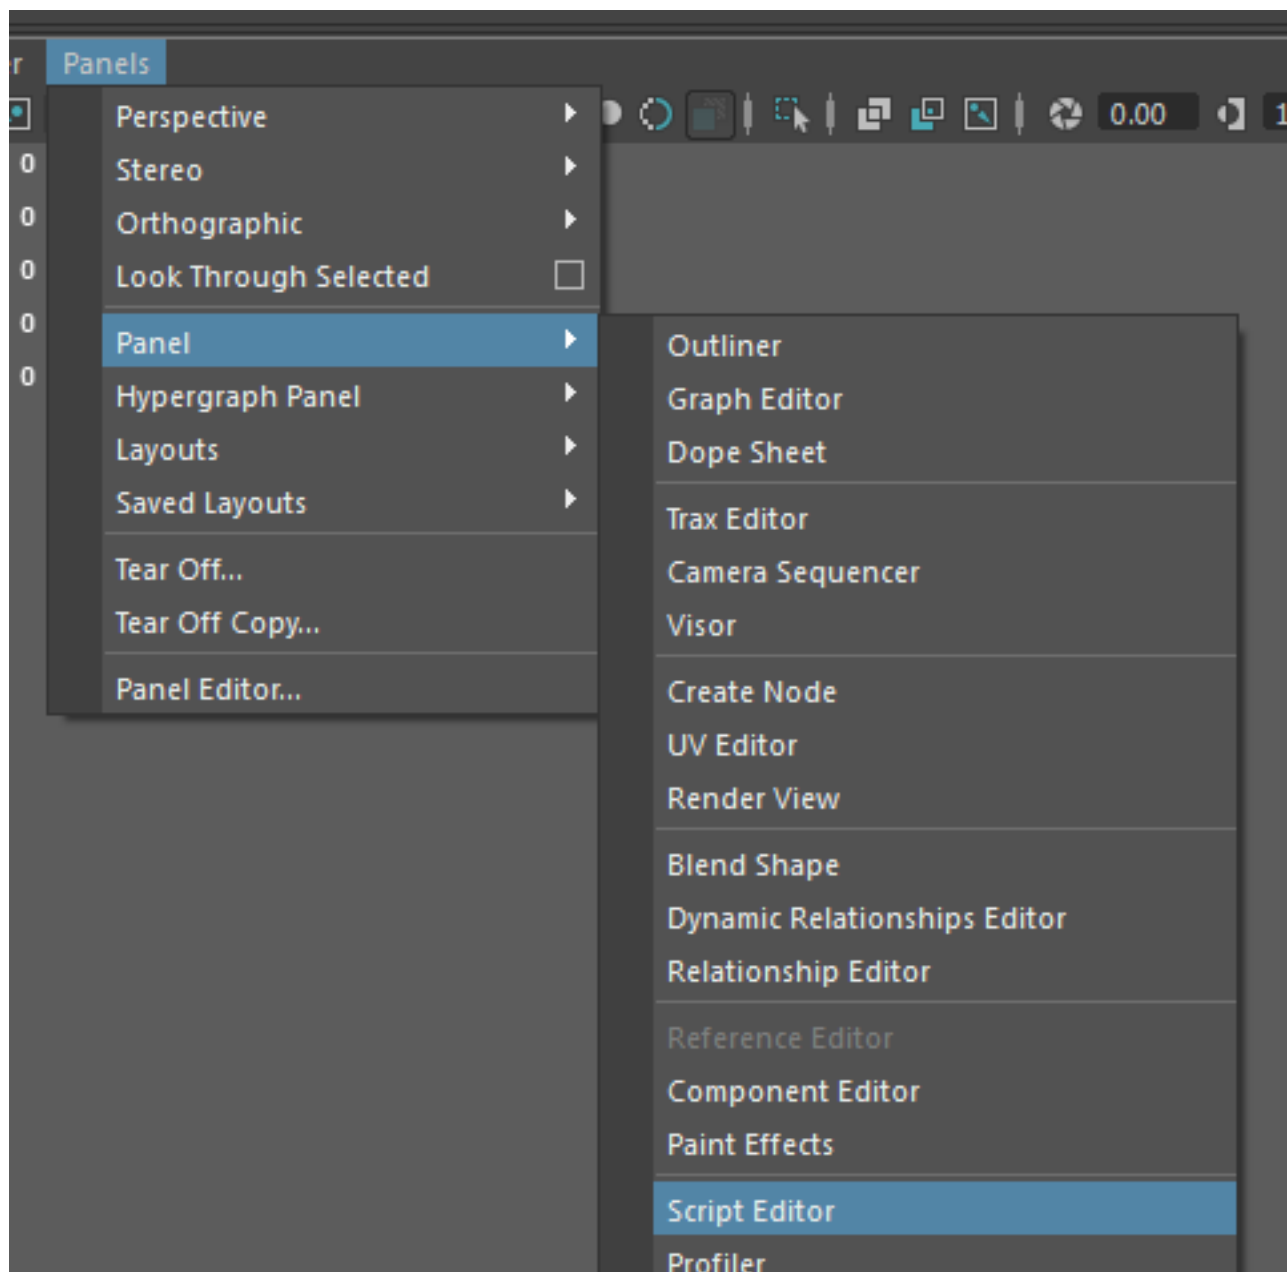 r Panels
0.00 1
Perspective
Stereo
Orthographic
Look Through Selected
Panel
Hypergraph Panel
Layouts
Saved Layouts
Tear Off...
Tear Off Copy...
Panel Editor...
0
0
0
0
0
Outliner
Graph Editor
Dope Sheet
Trax Editor
Camera Sequencer
Visor
Create Node
UV Editor
Render View
Blend Shape
Dynamic Relationships Editor
Relationship Editor
Reference Editor
Component Editor
Paint Effects
Script Editor
Profiler